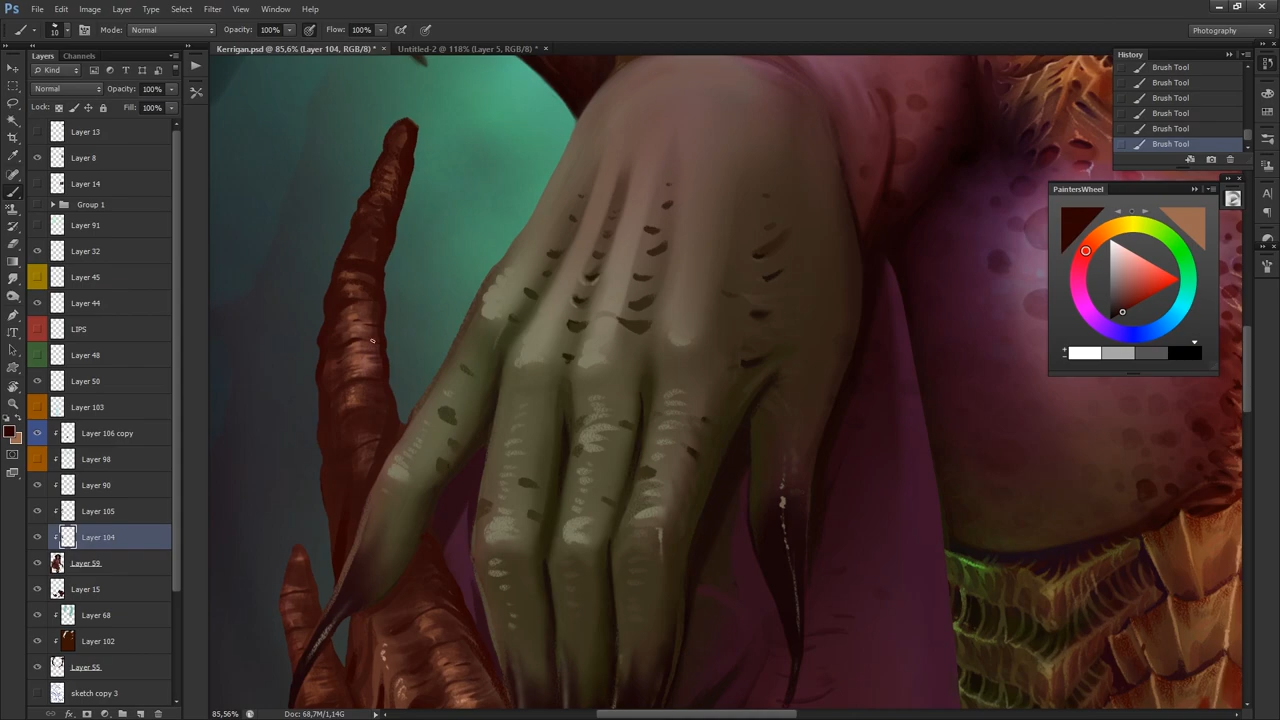 Ps File Edit Image Layer Type Select Filter View Window Help
10 Mode: Normal Opacity: 100% Flow: 100% Photography
Kerrigan.psd @ 85,6% (Layer 104, RGB/8) * × Untitled-2 @ 118% (Layer 5, RGB/8) * ×
Layers Channels
Kind
Normal Opacity: 100%
Lock: Fill: 100%
Layer 13
Layer 8
Layer 14
Group 1
Layer 91
Layer 32
Layer 45
Layer 44
LIPS
Layer 48
Layer 50
Layer 103
Layer 106 copy
Layer 98
Layer 90
Layer 105
Layer 104
Layer 59
Layer 15
Layer 68
Layer 102
Layer 55
sketch copy 3
fx
85,56% Doc: 68,7M/1,14G
History
Brush Tool
Brush Tool
Brush Tool
Brush Tool
Brush Tool
Brush Tool
PaintersWheel